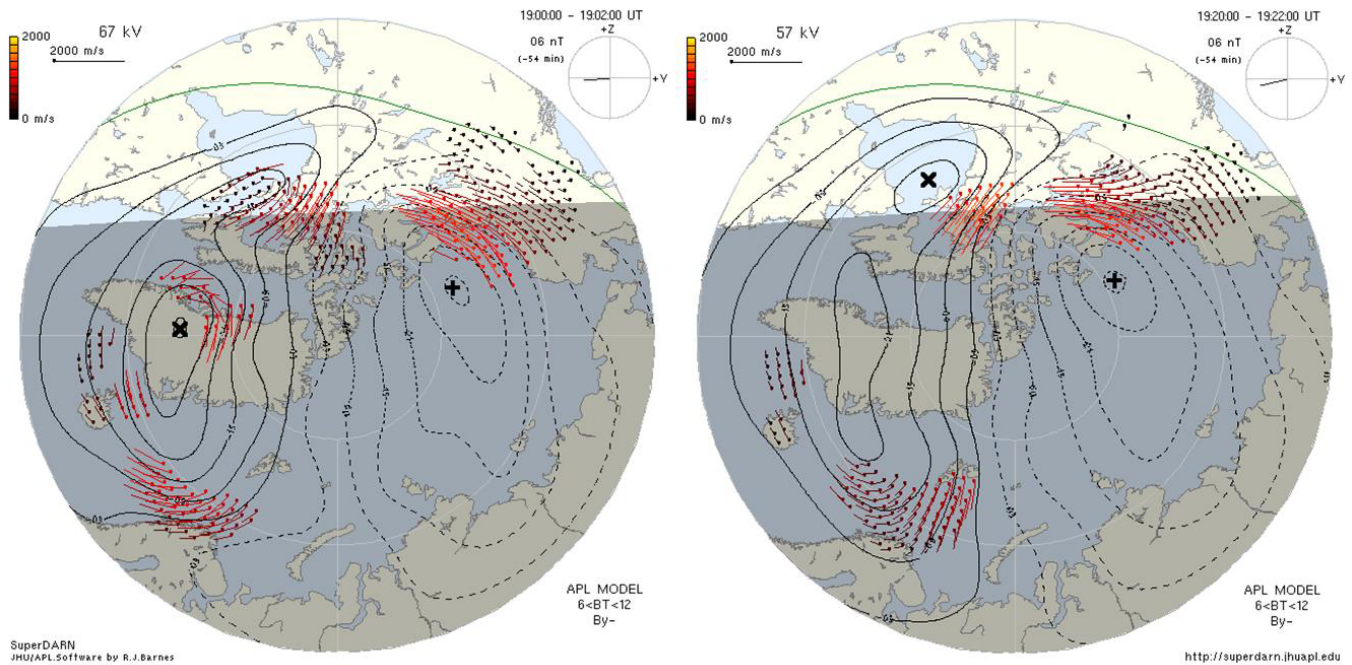 2000
67 kV
19:00:00 - 19:02:00 UT
2000 m/s
+Z
06 nT
(-54 min)
+Y
0 m/s
APL MODEL
6<BT<12
By-
SuperDARN
JHU/APL.Software by R.J.Barnes
2000
57 kV
19:20:00 - 19:22:00 UT
2000 m/s
+Z
06 nT
(-54 min)
+Y
0 m/s
APL MODEL
6<BT<12
By-
http://superdarn.jhuapl.edu